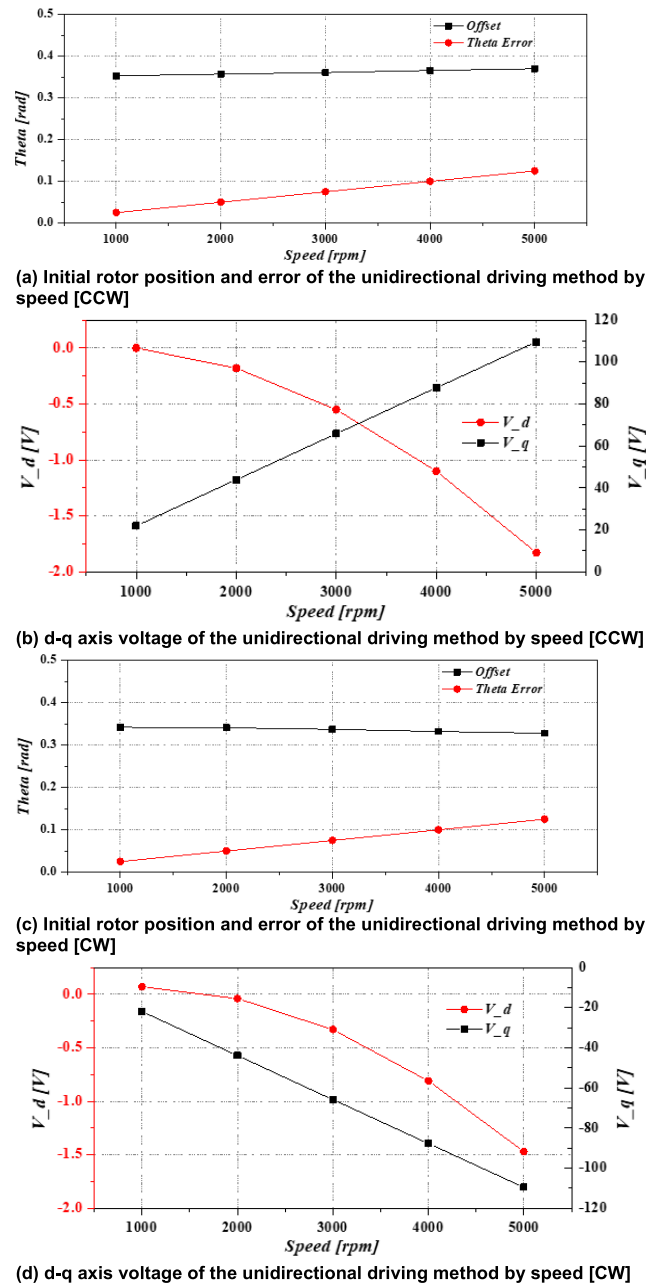 0.5
Offset
Theta Error
0.4
0.3
0.2
0.1
0.0
Theta [rad]
1000 2000 3000 4000 5000
Speed [rpm]
(a) Initial rotor position and error of the unidirectional driving method by
speed [CCW]
0.0
-0.5
-1.0
-1.5
-2.0
V_d [V]
V_d
V_q
120
100
80
60
40
20
0
V_q [V]
1000 2000 3000 4000 5000
Speed [rpm]
(b) d-q axis voltage of the unidirectional driving method by speed [CCW]
0.5
Offset
Theta Error
0.4
0.3
0.2
0.1
0.0
Theta [rad]
1000 2000 3000 4000 5000
Speed [rpm]
(c) Initial rotor position and error of the unidirectional driving method by
speed [CW]
0.0
-0.5
-1.0
-1.5
-2.0
V_d [V]
V_d
V_q
0
-20
-40
-60
-80
-100
-120
V_q [V]
1000 2000 3000 4000 5000
Speed [rpm]
(d) d-q axis voltage of the unidirectional driving method by speed [CW]